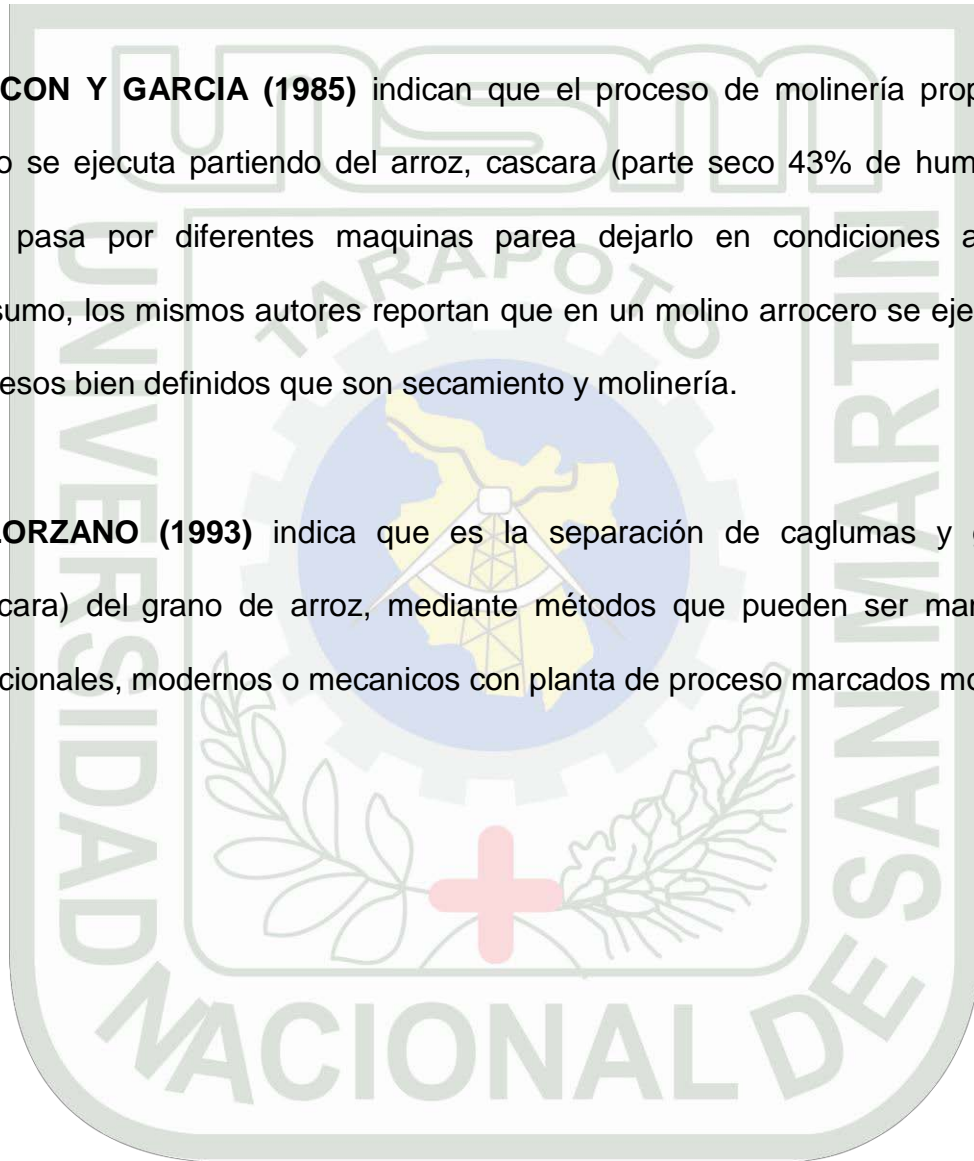 CON Y GARCIA (1985) indican que el proceso de molinería prop
o se ejecuta partiendo del arroz, cascara (parte seco 43% de hum
pasa por diferentes maquinas parea dejarlo en condiciones a
sumo, los mismos autores reportan que en un molino arrocero se eje
esos bien definidos que son secamiento y molinería.
LORZANO (1993) indica que es la separación de caglumas y
cara) del grano de arroz, mediante métodos que pueden ser mar
cionales, modernos o mecanicos con planta de proceso marcados mo
unsm
TARAPOTO
UNIVERSIDAD NACIONAL DE SAN MARTIN